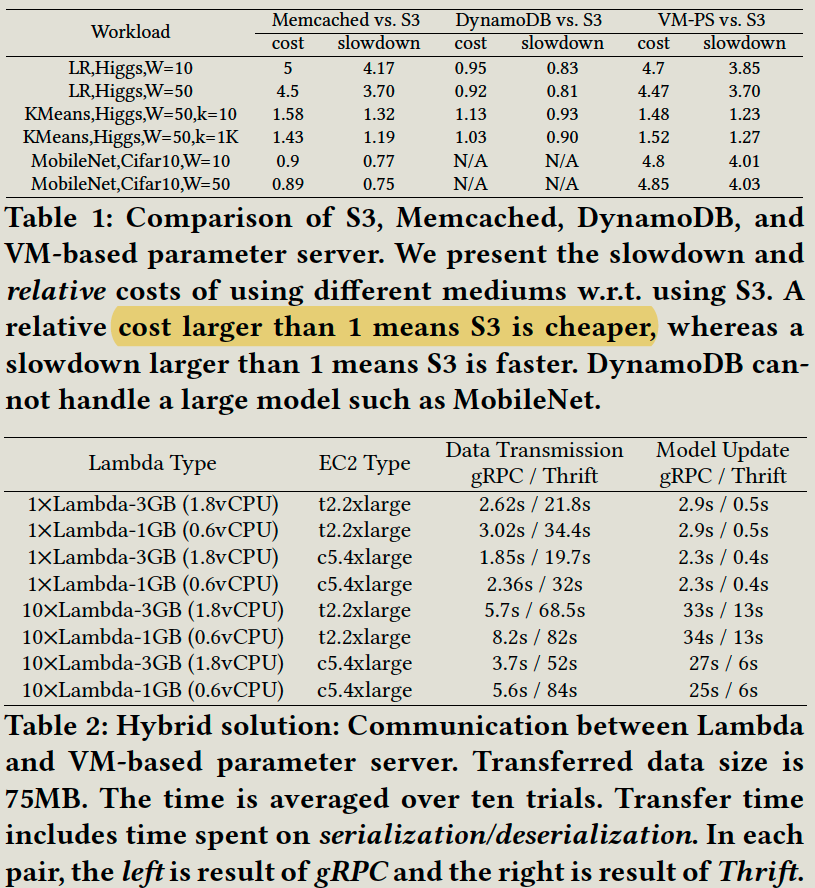 Workload Memcached vs. S3 DynamoDB vs. S3 VM-PS vs. S3
cost slowdown cost slowdown cost slowdown
LR,Higgs,W=10 5 4.17 0.95 0.83 4.7 3.85
LR,Higgs,W=50 4.5 3.70 0.92 0.81 4.47 3.70
KMeans,Higgs,W=50,k=10 1.58 1.32 1.13 0.93 1.48 1.23
KMeans,Higgs,W=50,k=1K 1.43 1.19 1.03 0.90 1.52 1.27
MobileNet,Cifar10,W=10 0.9 0.77 N/A N/A 4.8 4.01
MobileNet,Cifar10,W=50 0.89 0.75 N/A N/A 4.85 4.03
Table 1: Comparison of S3, Memcached, DynamoDB, and
VM-based parameter server. We present the slowdown and
relative costs of using different mediums w.r.t. using S3. A
relative cost larger than 1 means S3 is cheaper, whereas a
slowdown larger than 1 means S3 is faster. DynamoDB can-
not handle a large model such as MobileNet.
Lambda Type EC2 Type Data Transmission Model Update
gRPC / Thrift gRPC / Thrift
1×Lambda-3GB (1.8vCPU) t2.2xlarge 2.62s / 21.8s 2.9s / 0.5s
1×Lambda-1GB (0.6vCPU) t2.2xlarge 3.02s / 34.4s 2.9s / 0.5s
1×Lambda-3GB (1.8vCPU) c5.4xlarge 1.85s / 19.7s 2.3s / 0.4s
1×Lambda-1GB (0.6vCPU) c5.4xlarge 2.36s / 32s 2.3s / 0.4s
10×Lambda-3GB (1.8vCPU) t2.2xlarge 5.7s / 68.5s 33s / 13s
10×Lambda-1GB (0.6vCPU) t2.2xlarge 8.2s / 82s 34s / 13s
10×Lambda-3GB (1.8vCPU) c5.4xlarge 3.7s / 52s 27s / 6s
10×Lambda-1GB (0.6vCPU) c5.4xlarge 5.6s / 84s 25s / 6s
Table 2: Hybrid solution: Communication between Lambda
and VM-based parameter server. Transferred data size is
75MB. The time is averaged over ten trials. Transfer time
includes time spent on serialization/deserialization. In each
pair, the left is result of gRPC and the right is result of Thrift.